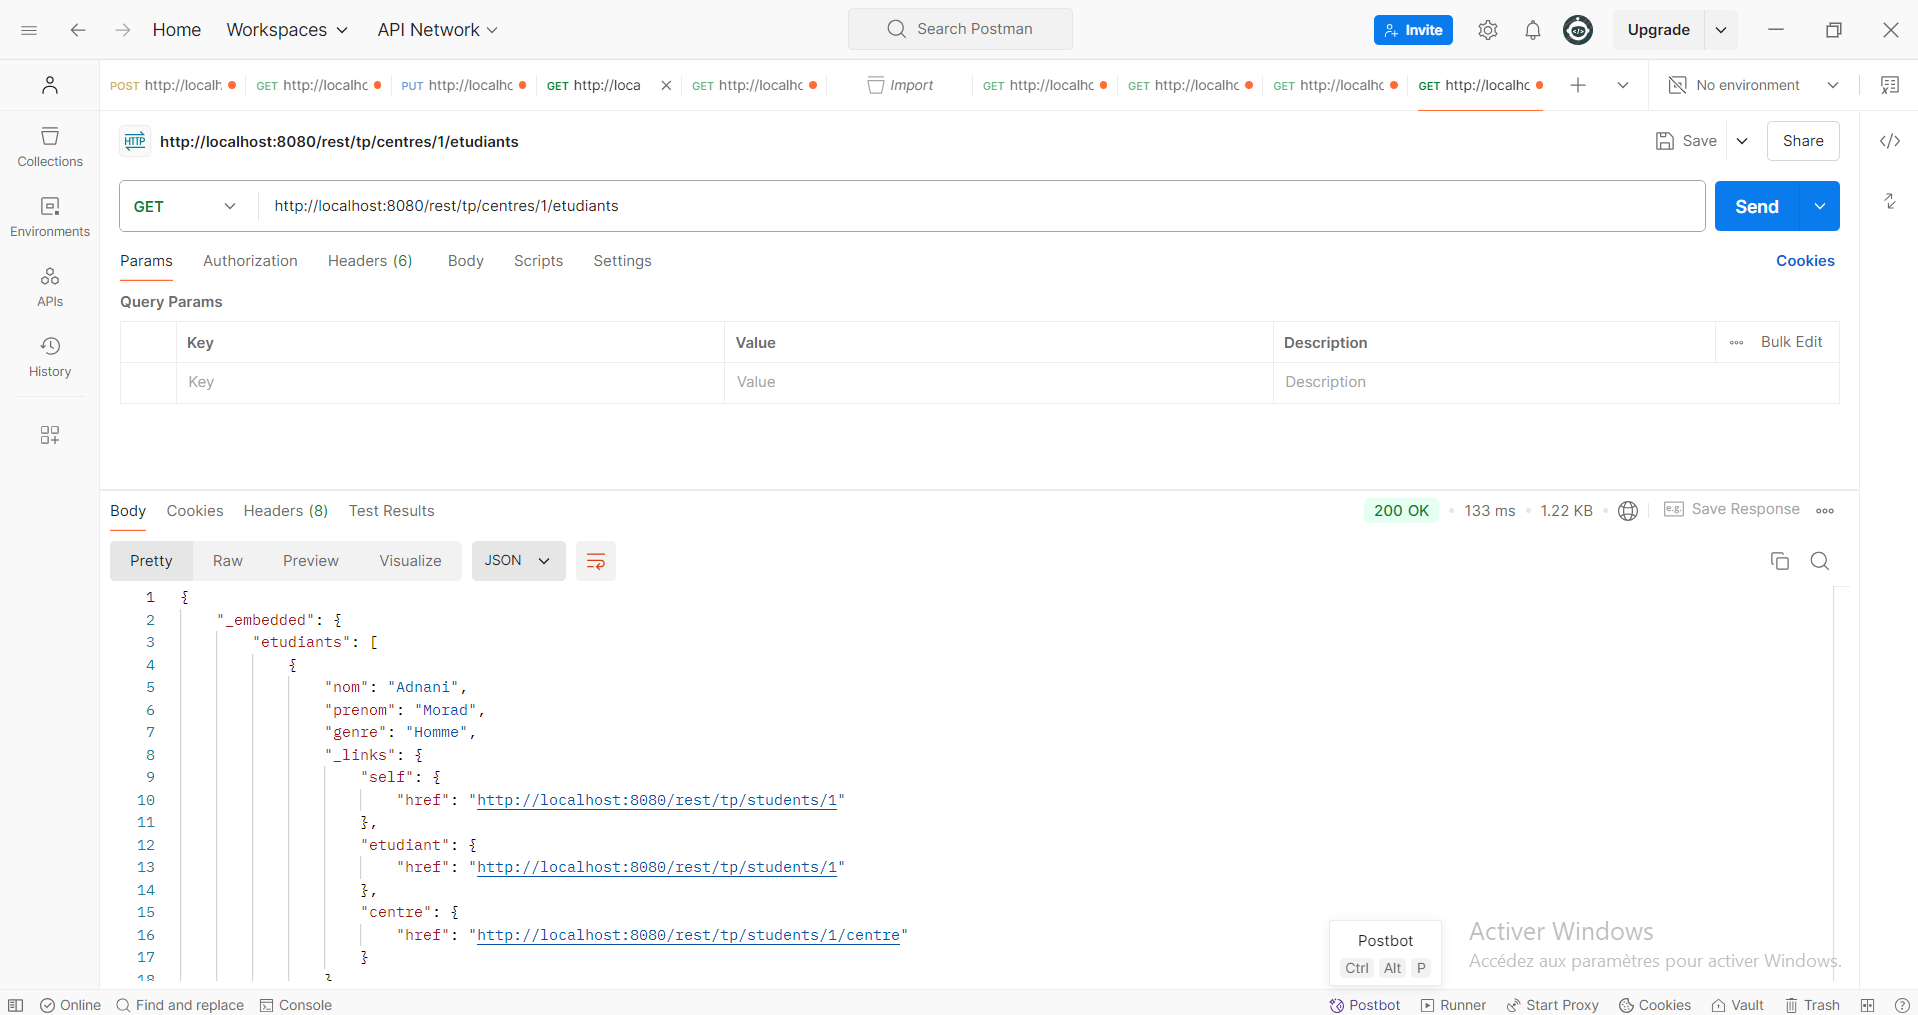 Home Workspaces API Network Search Postman Invite Upgrade
POST http://localh GET http://localhc PUT http://localhc GET http://loca GET http://localhc Import GET http://localhc GET http://localhc GET http://localhc GET http://localhc No environment
HTTP http://localhost:8080/rest/tp/centres/1/etudiants Save Share
Collections
GET http://localhost:8080/rest/tp/centres/1/etudiants Send
Environments
Params Authorization Headers (6) Body Scripts Settings Cookies
APIs
Query Params
Key Value Description Bulk Edit
History
Key Value Description
Body Cookies Headers (8) Test Results 200 OK 133 ms 1.22 KB e.g. Save Response
Pretty Raw Preview Visualize JSON
1 {
2 "_embedded": {
3 "etudiants": [
4 {
5 "nom": "Adnani",
6 "prenom": "Morad",
7 "genre": "Homme",
8 "_links": {
9 "self": {
10 "href": "http://localhost:8080/rest/tp/students/1"
11 },
12 "etudiant": {
13 "href": "http://localhost:8080/rest/tp/students/1"
14 },
15 "centre": {
16 "href": "http://localhost:8080/rest/tp/students/1/centre"
17 }
18 }
Postbot
Ctrl Alt P
Activer Windows
Accédez aux paramètres pour activer Windows.
Online Find and replace Console Postbot Runner Start Proxy Cookies Vault Trash